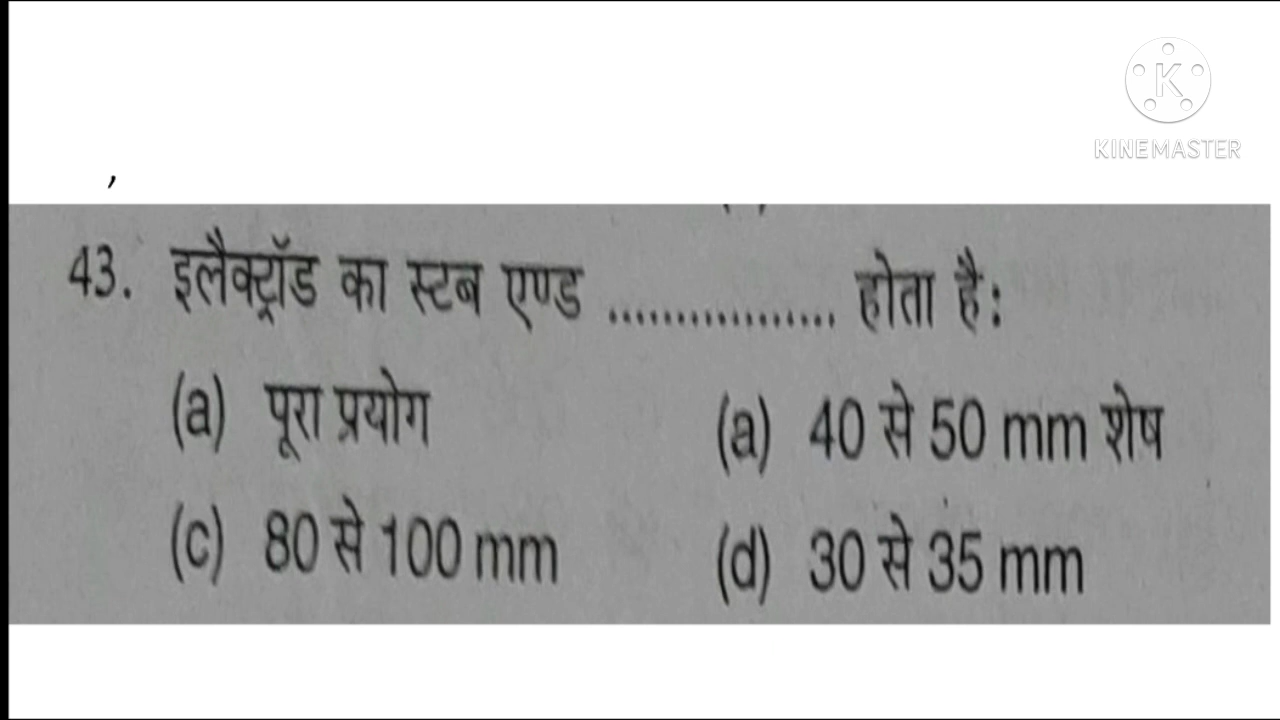 K
KINEMASTER
,
43. इलैक्ट्रॉड का स्टब एण्ड ................. होता है:
(a) पूरा प्रयोग (a) 40 से 50 mm शेष
(c) 80 से 100 mm (d) 30 से 35 mm